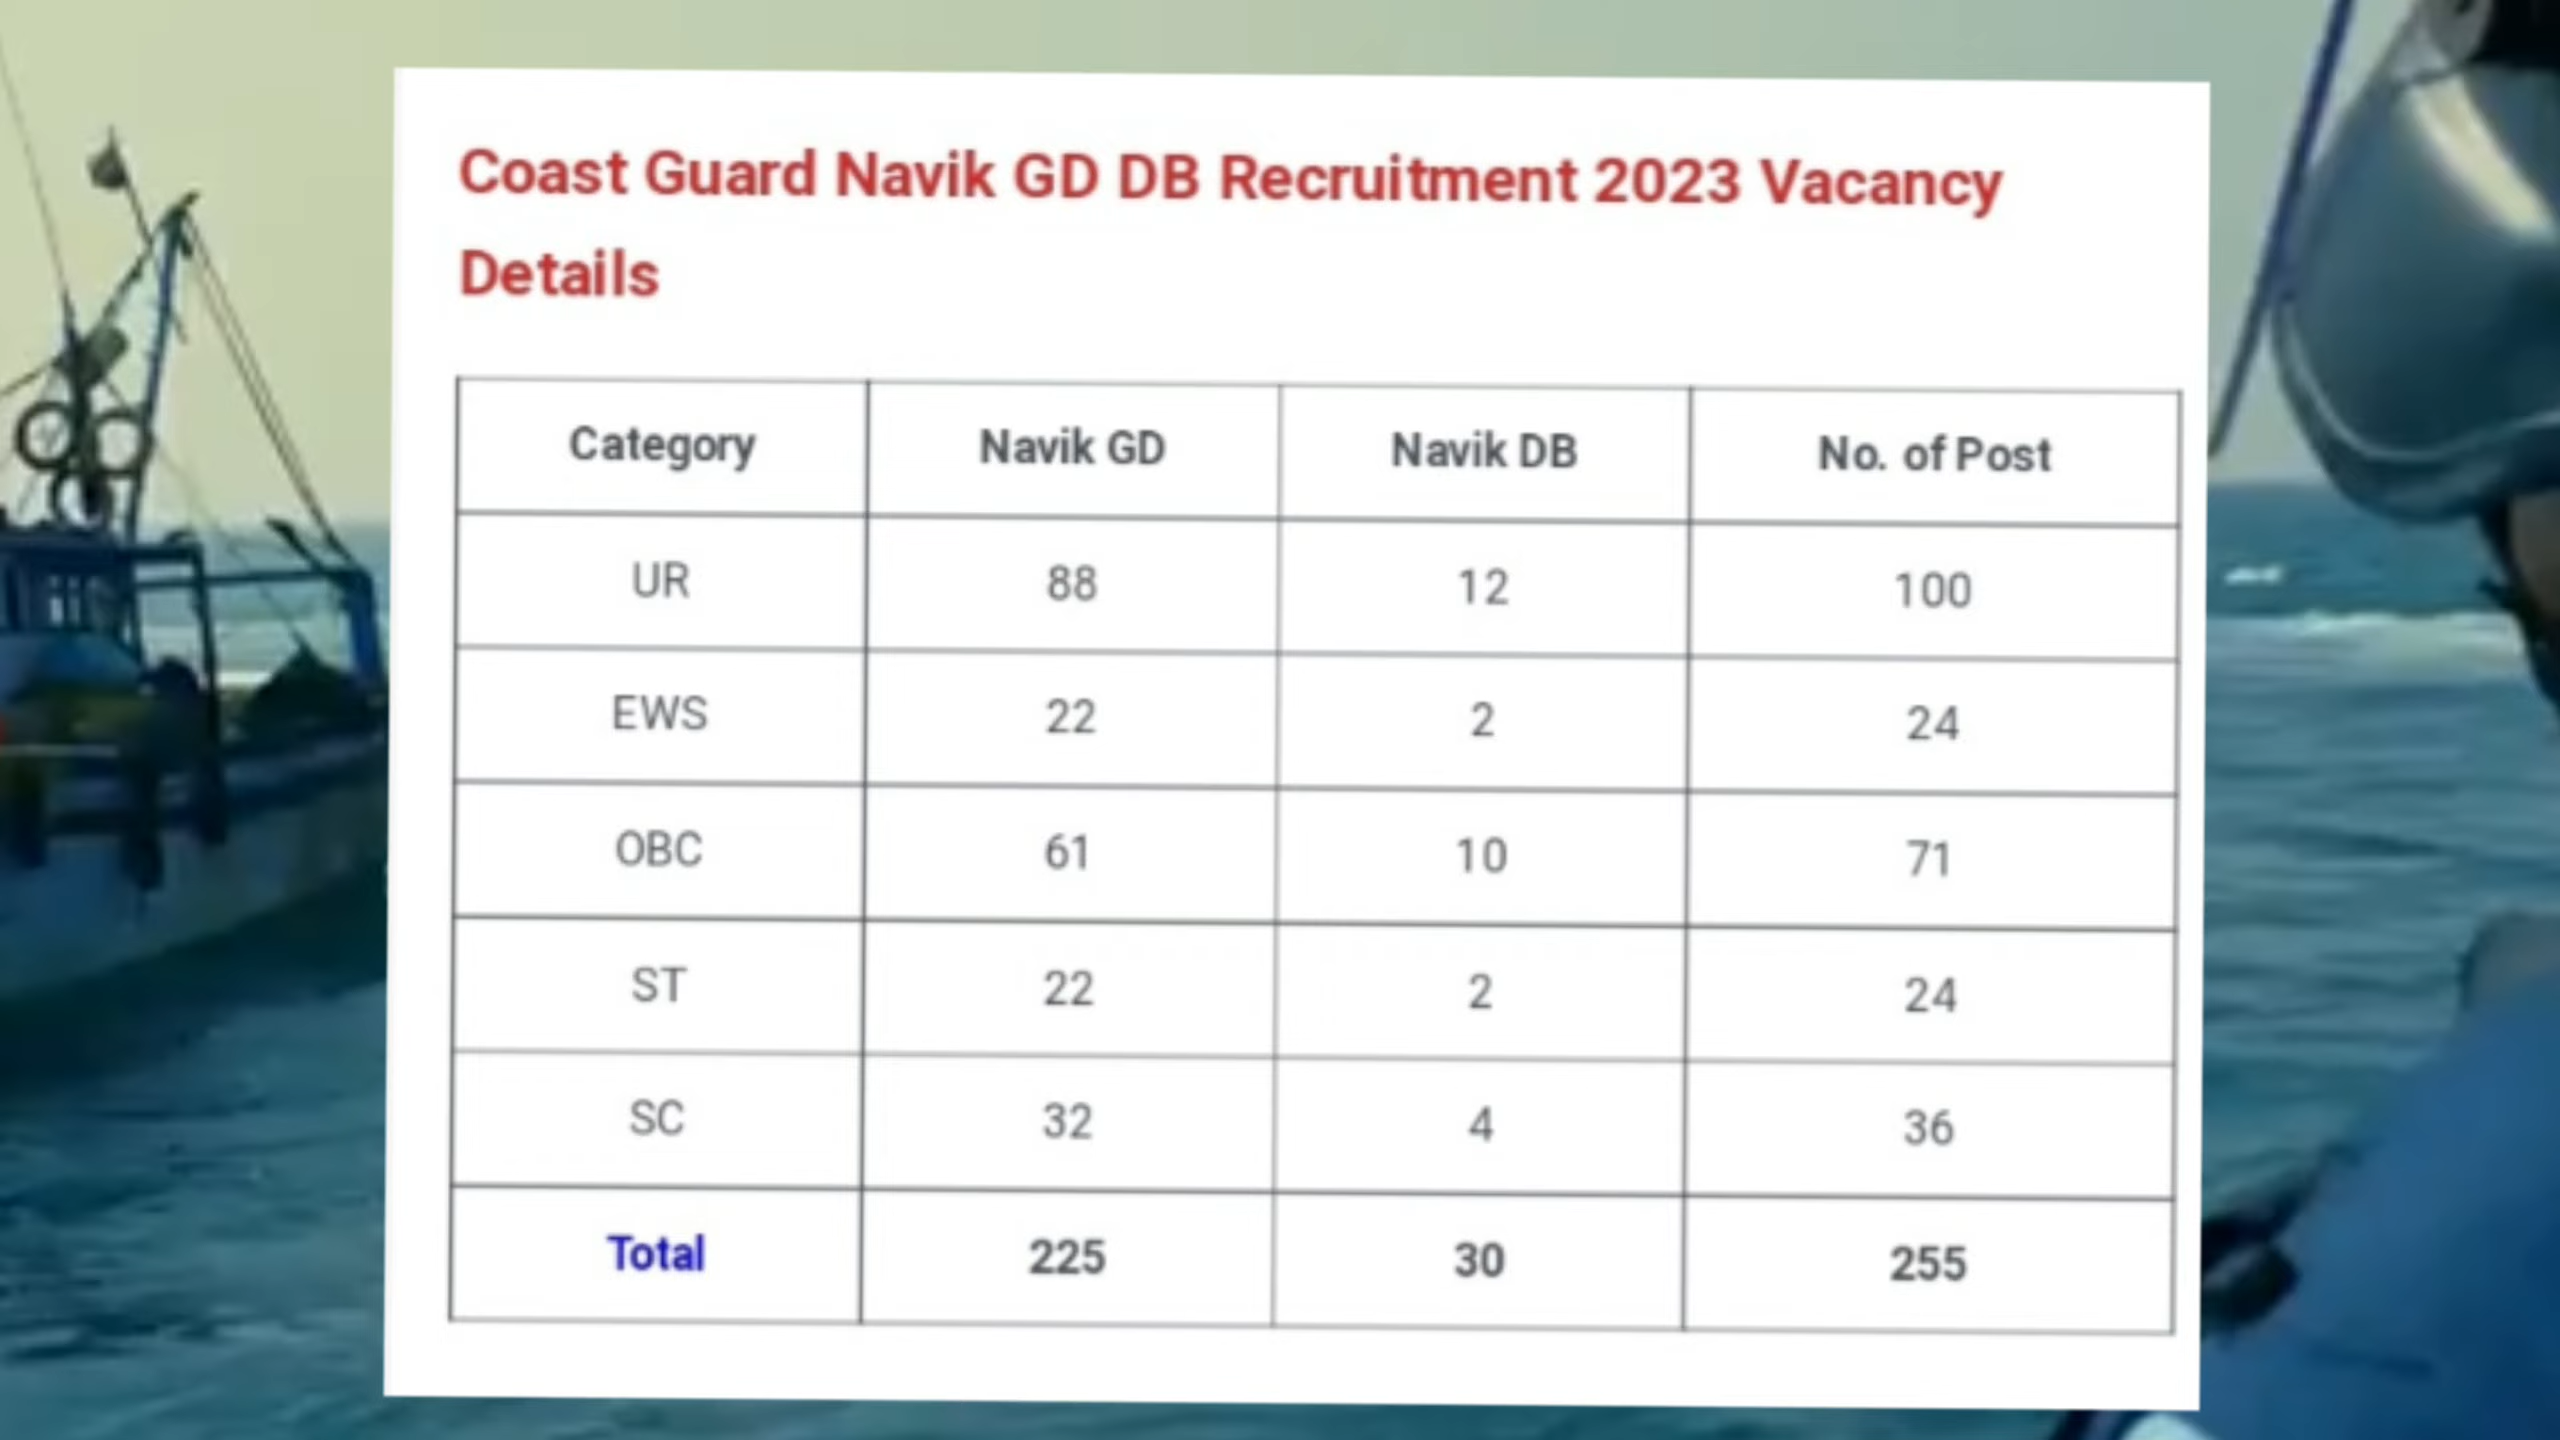 Coast Guard Navik GD DB Recruitment 2023 Vacancy
Details
Category Navik GD Navik DB No. of Post
UR 88 12 100
EWS 22 2 24
OBC 61 10 71
ST 22 2 24
SC 32 4 36
Total 225 30 255